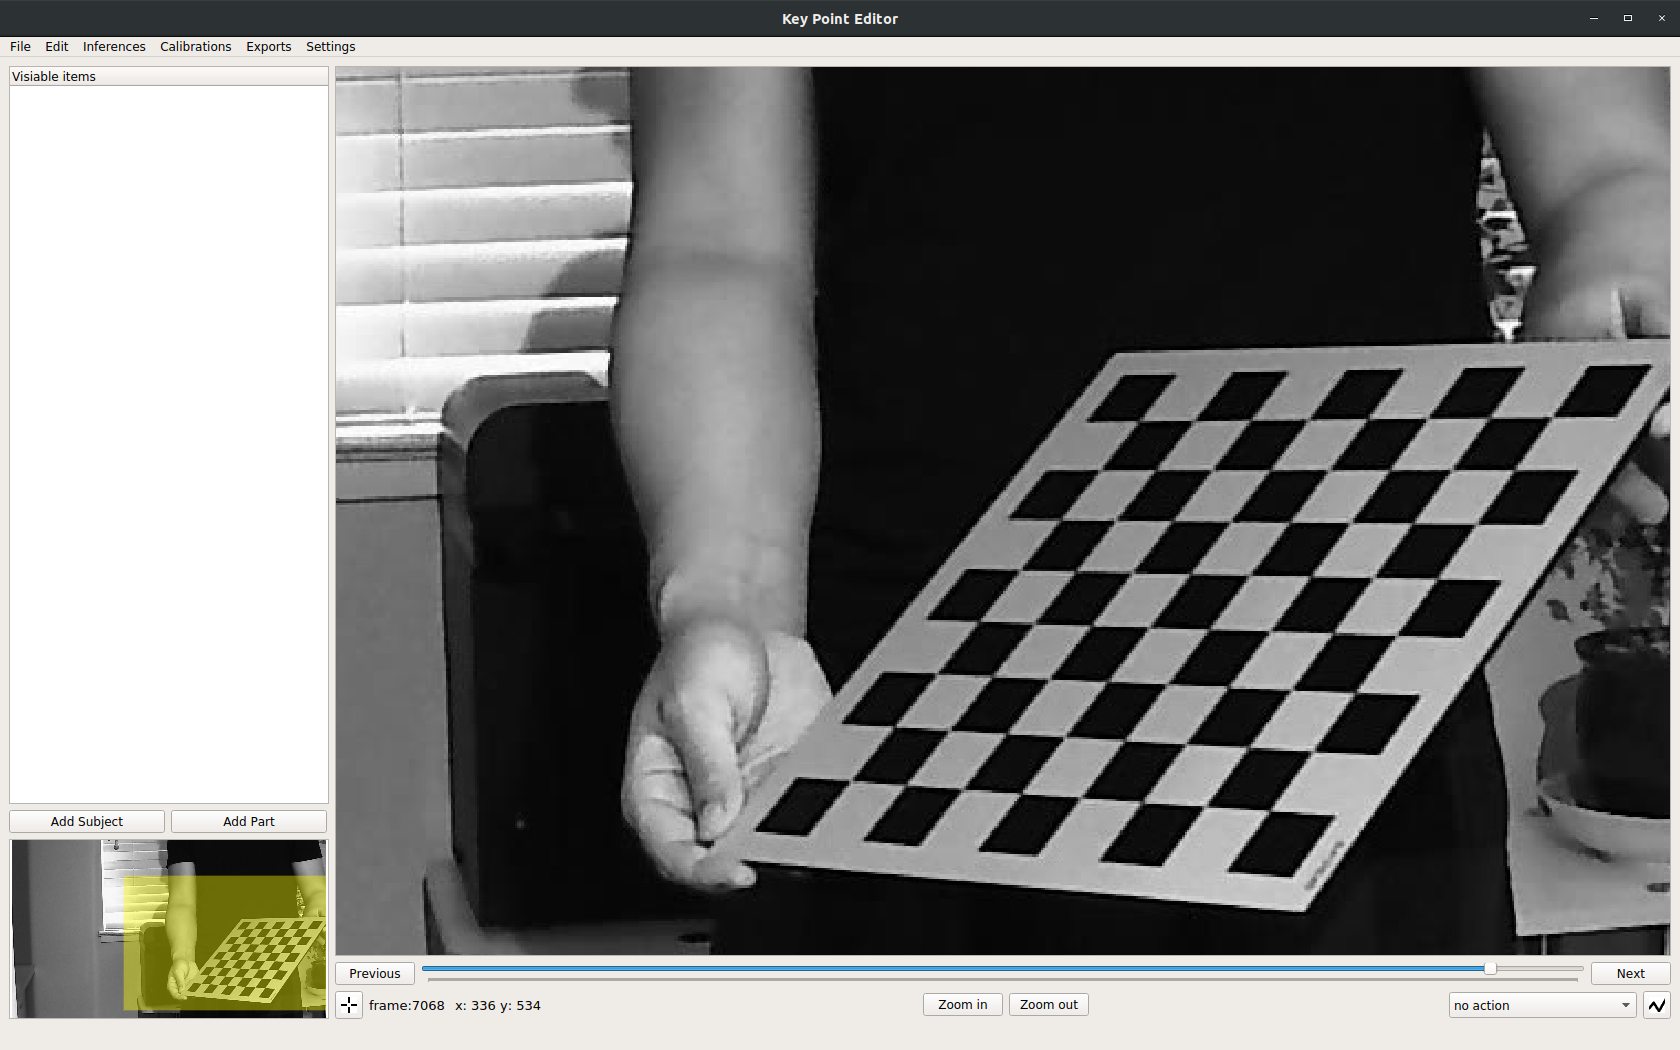 Key Point Editor
File Edit Inferences Calibrations Exports Settings
Visiable items
Add Subject Add Part
Previous Next
frame:7068 x: 336 y: 534 Zoom in Zoom out no action